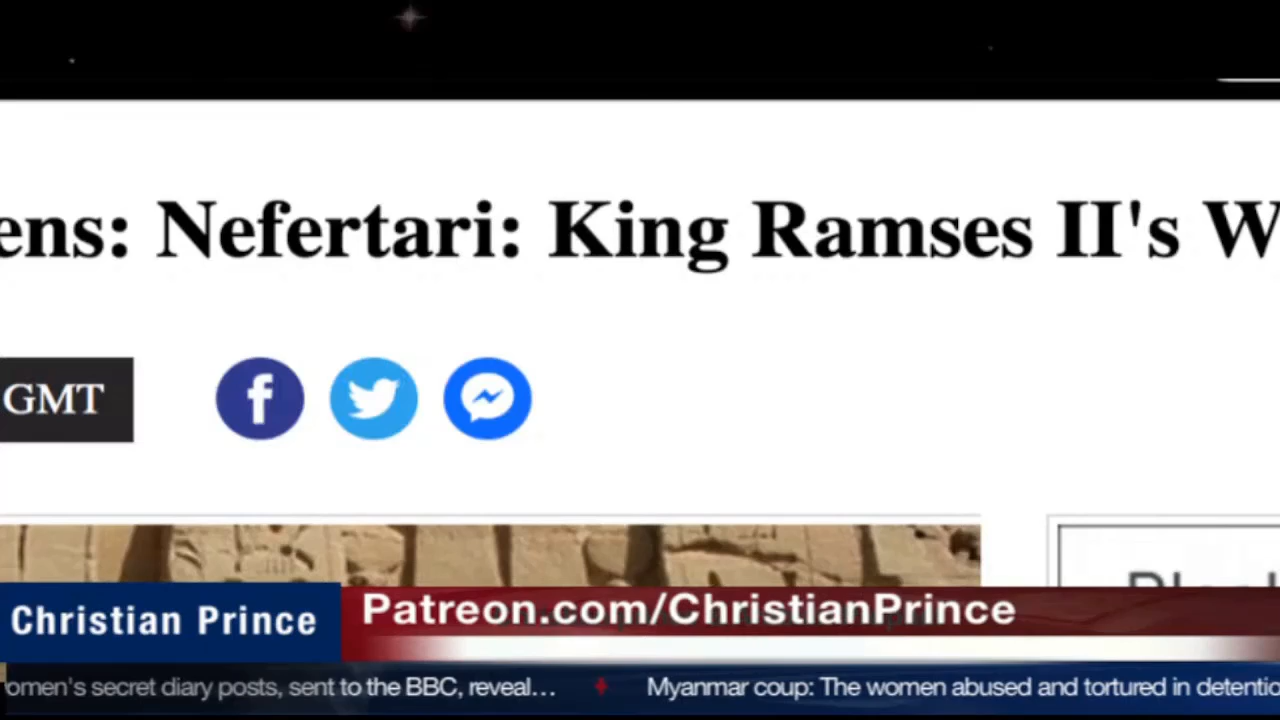 ens: Nefertari: King Ramses II's W
GMT
Christian Prince
Patreon.com/ChristianPrince
omen's secret diary posts, sent to the BBC, reveal... Myanmar coup: The women abused and tortured in detentio